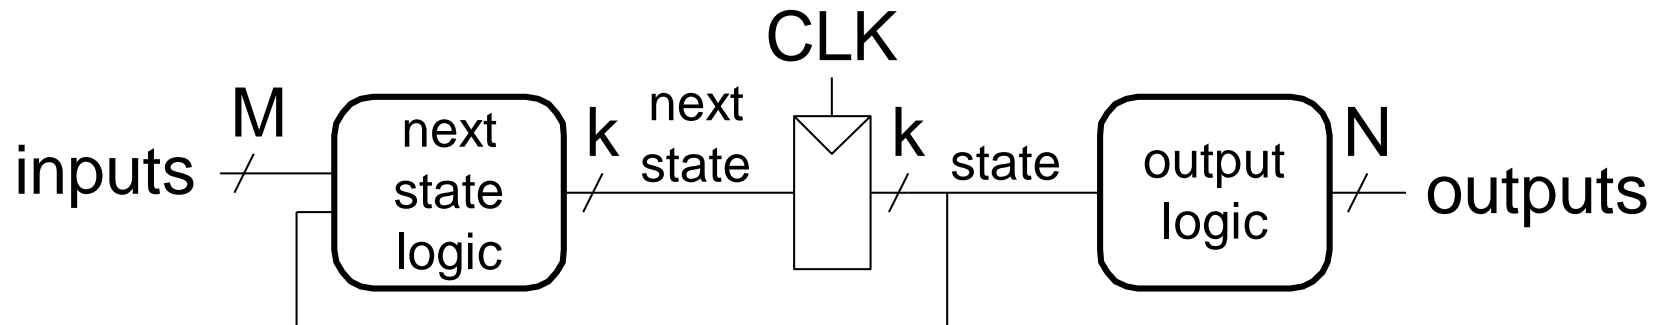 CLK
inputs
M
next
state
logic
k
next
state
k
state
output
logic
N
outputs